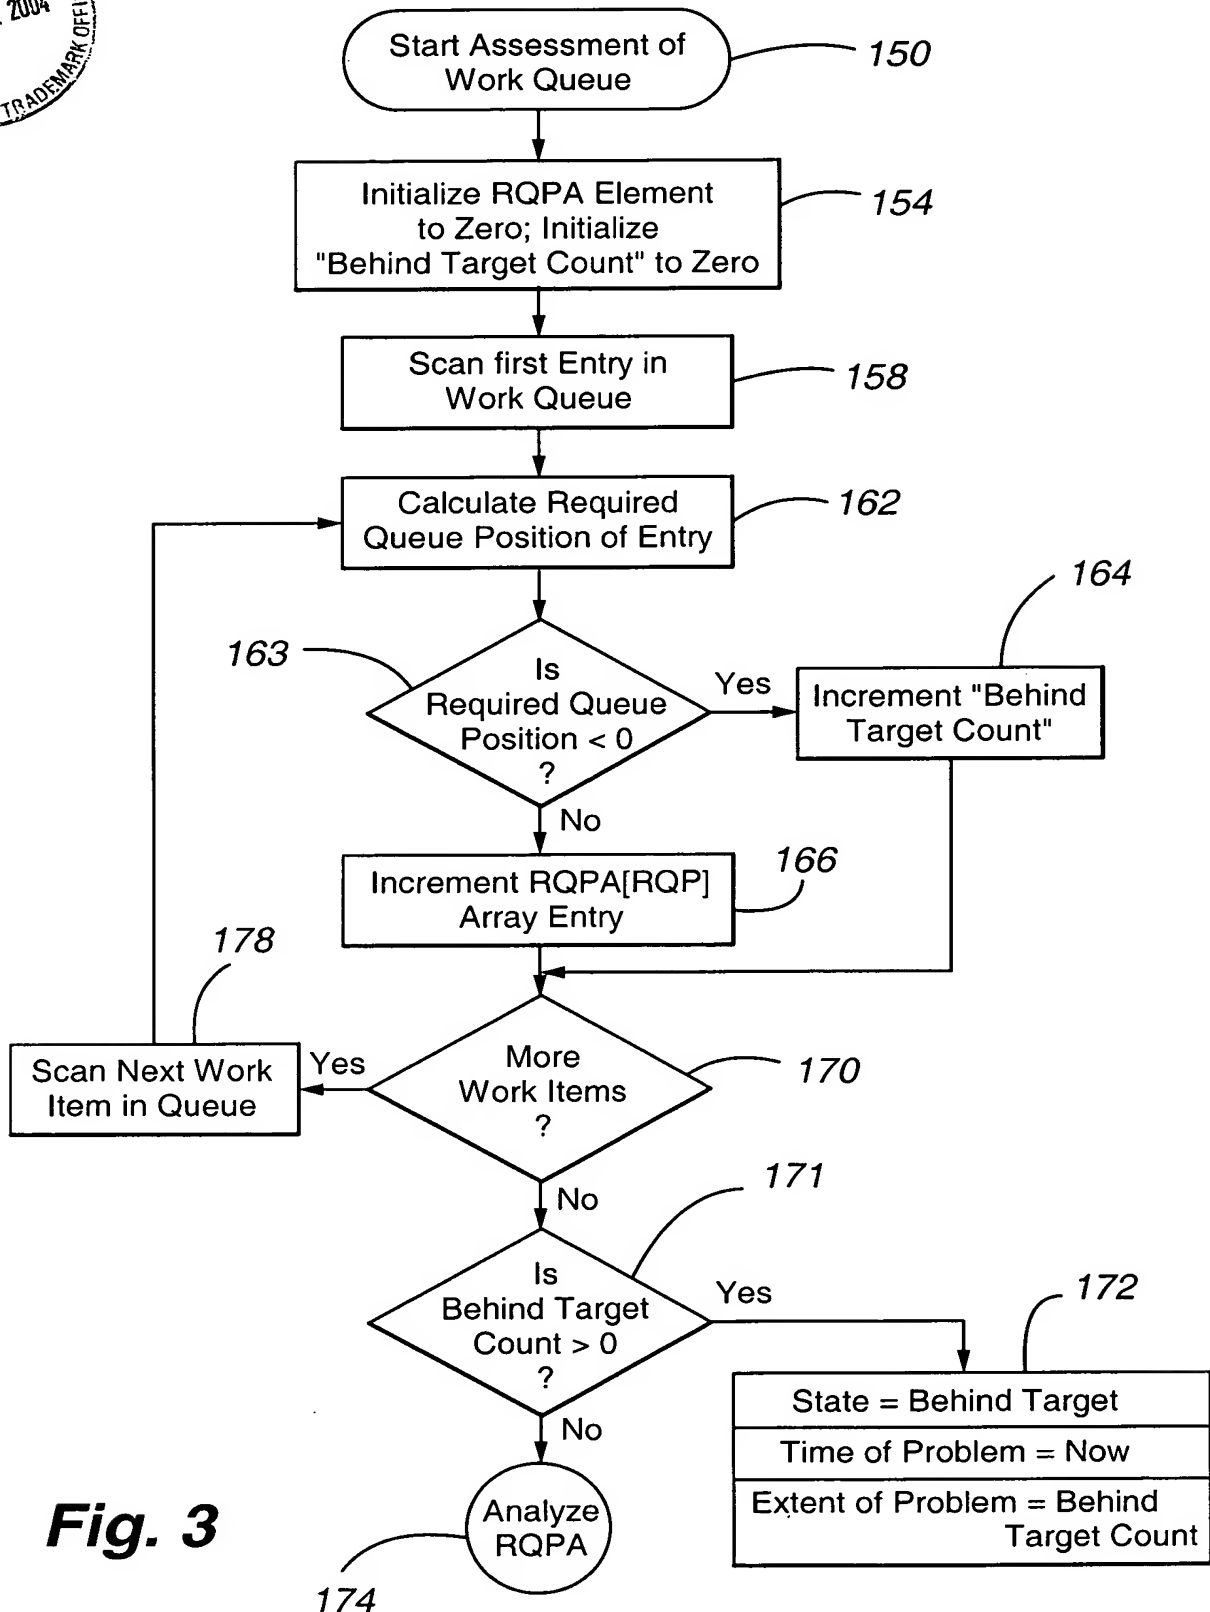 2004
TRADEMARK OFFI
Start Assessment of
Work Queue
150
Initialize RQPA Element
to Zero; Initialize
"Behind Target Count" to Zero
154
Scan first Entry in
Work Queue
158
Calculate Required
Queue Position of Entry
162
164
163
Is
Required Queue
Position < 0
?
Yes
Increment "Behind
Target Count"
No
Increment RQPA[RQP]
Array Entry
166
178
Scan Next Work
Item in Queue
Yes
More
Work Items
?
170
No
171
Is
Behind Target
Count > 0
?
Yes
172
State = Behind Target
Time of Problem = Now
Extent of Problem = Behind
Target Count
No
Analyze
RQPA
174
Fig. 3